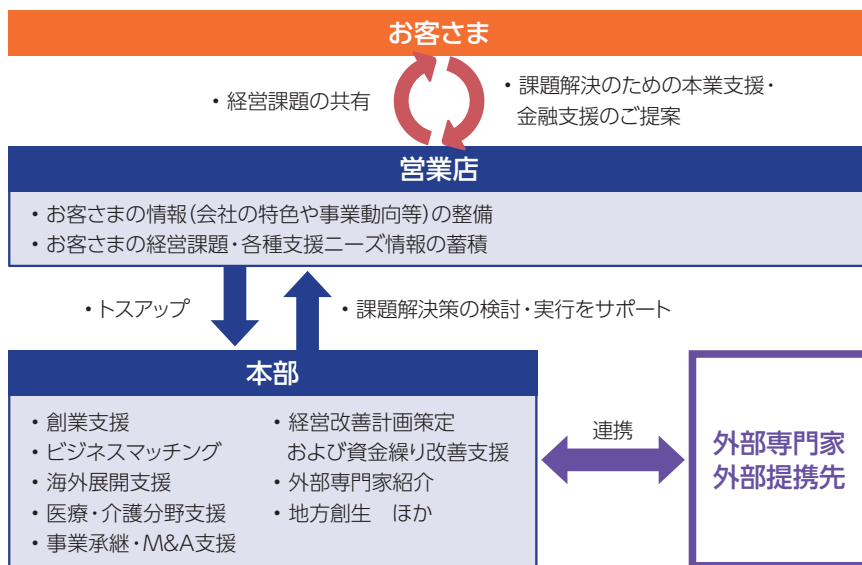 お客さま
・経営課題の共有
・課題解決のための本業支援・
金融支援のご提案
営業店
・お客さまの情報(会社の特色や事業動向等)の整備
・お客さまの経営課題・各種支援ニーズ情報の蓄積
・トスアップ
・課題解決策の検討・実行をサポート
本部
・創業支援
・ビジネスマッチング
・海外展開支援
・医療・介護分野支援
・事業承継・M&A支援
・経営改善計画策定
および資金繰り改善支援
・外部専門家紹介
・地方創生　ほか
連携
外部専門家
外部提携先